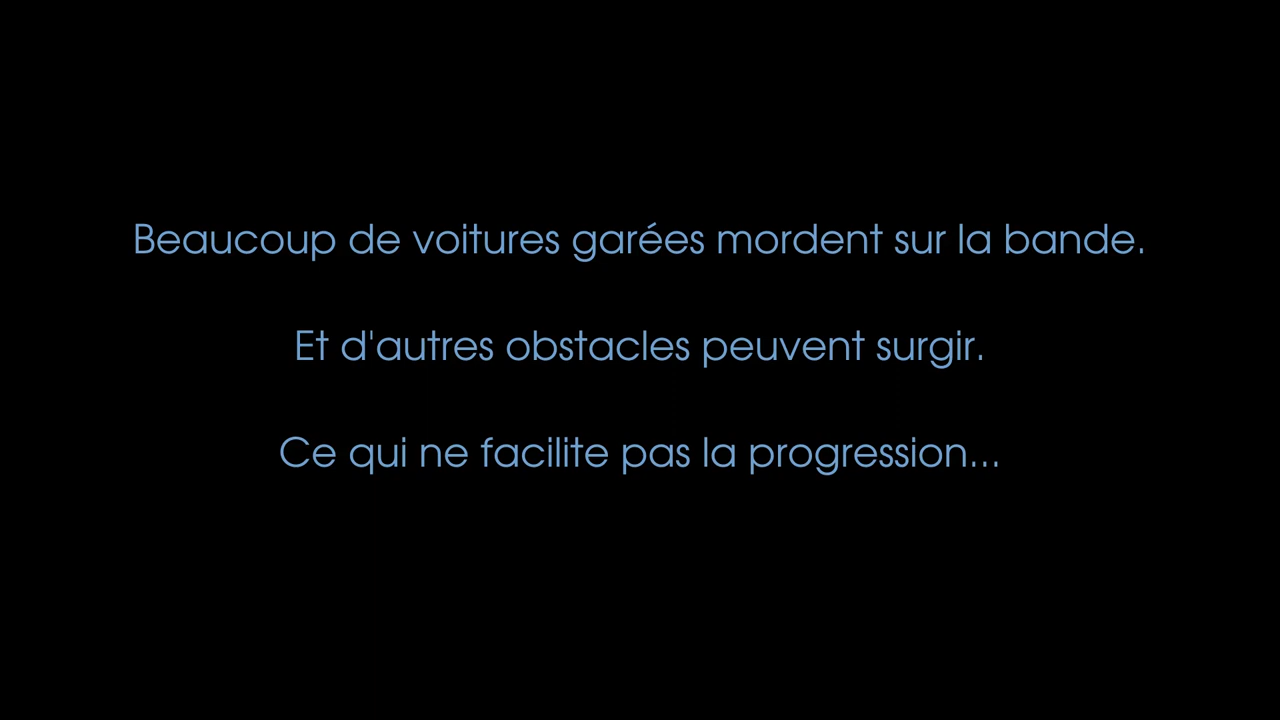 Beaucoup de voitures garées mordent sur la bande.
Et d'autres obstacles peuvent surgir.
Ce qui ne facilite pas la progression...